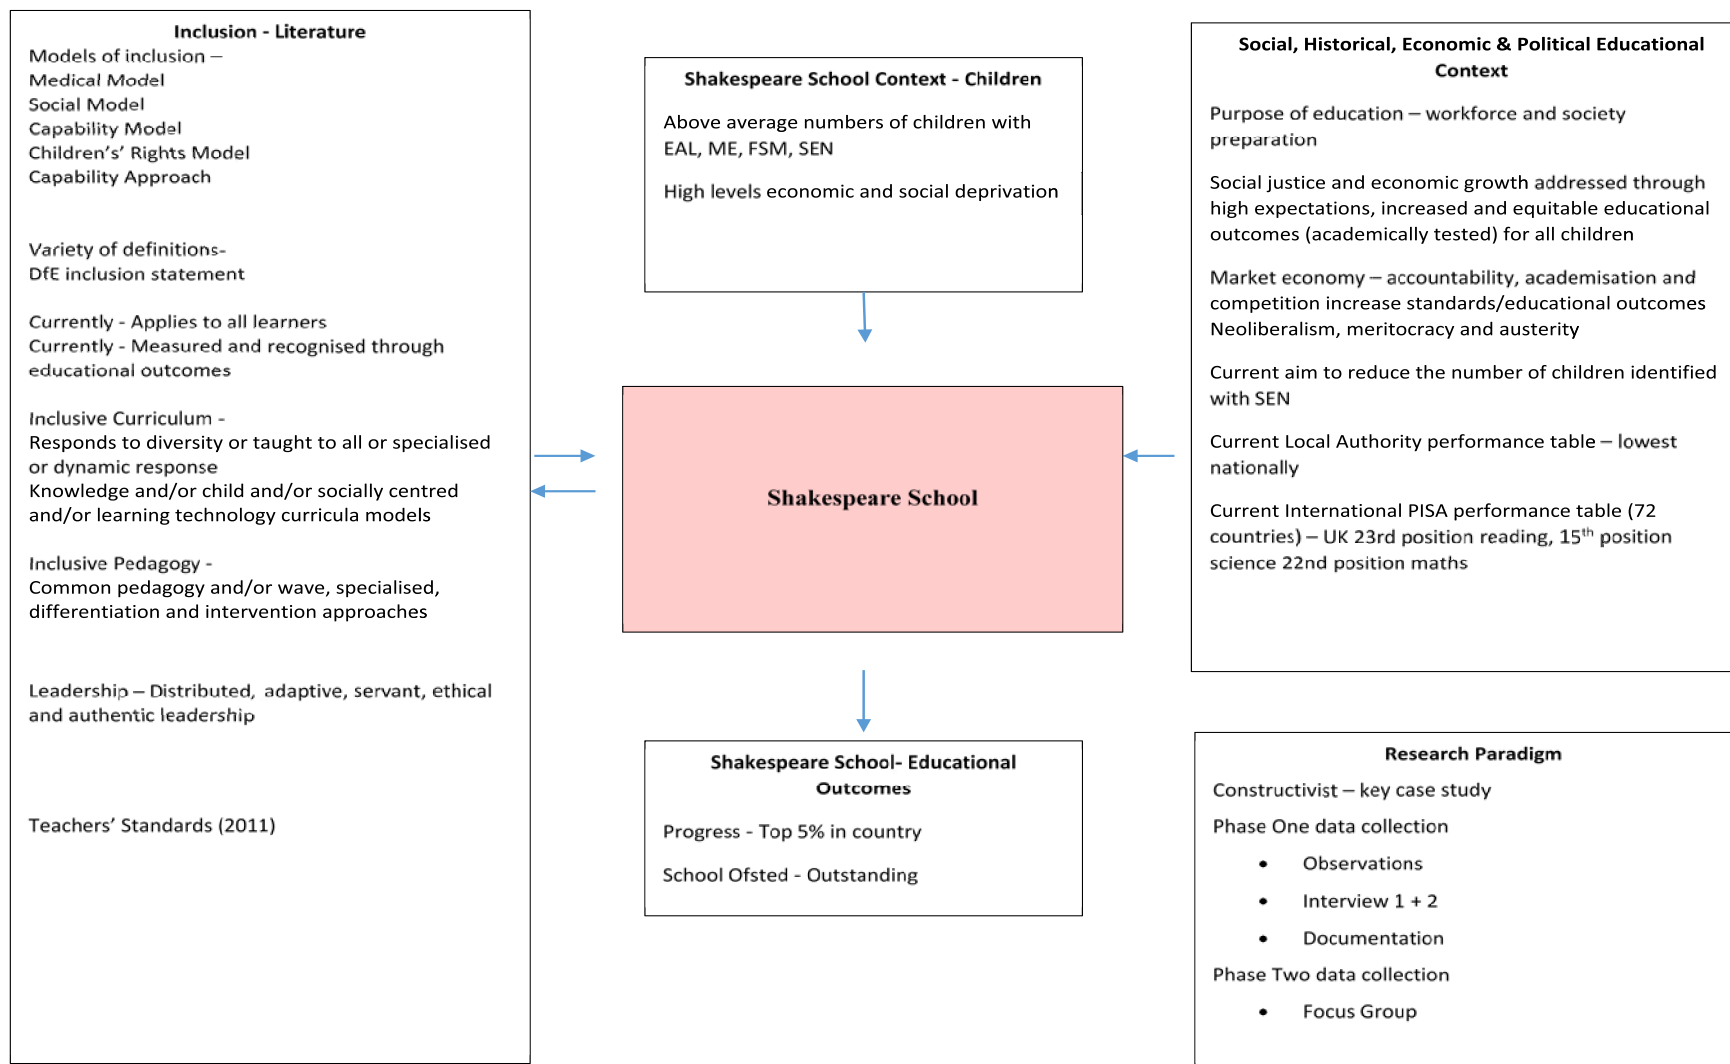 Inclusion - Literature
Models of inclusion –
Medical Model
Social Model
Capability Model
Children's' Rights Model
Capability Approach
Variety of definitions-
DfE inclusion statement
Currently - Applies to all learners
Currently - Measured and recognised through
educational outcomes
Inclusive Curriculum -
Responds to diversity or taught to all or specialised
or dynamic response
Knowledge and/or child and/or socially centred
and/or learning technology curricula models
Inclusive Pedagogy -
Common pedagogy and/or wave, specialised,
differentiation and intervention approaches
Leadership – Distributed, adaptive, servant, ethical
and authentic leadership
Teachers' Standards (2011)
Shakespeare School Context - Children
Above average numbers of children with
EAL, ME, FSM, SEN
High levels economic and social deprivation
Shakespeare School
Shakespeare School- Educational
Outcomes
Progress - Top 5% in country
School Ofsted - Outstanding
Social, Historical, Economic & Political Educational
Context
Purpose of education – workforce and society
preparation
Social justice and economic growth addressed through
high expectations, increased and equitable educational
outcomes (academically tested) for all children
Market economy – accountability, academisation and
competition increase standards/educational outcomes
Neoliberalism, meritocracy and austerity
Current aim to reduce the number of children identified
with SEN
Current Local Authority performance table – lowest
nationally
Current International PISA performance table (72
countries) – UK 23rd position reading, 15th position
science 22nd position maths
Research Paradigm
Constructivist – key case study
Phase One data collection
• Observations
• Interview 1 + 2
• Documentation
Phase Two data collection
• Focus Group